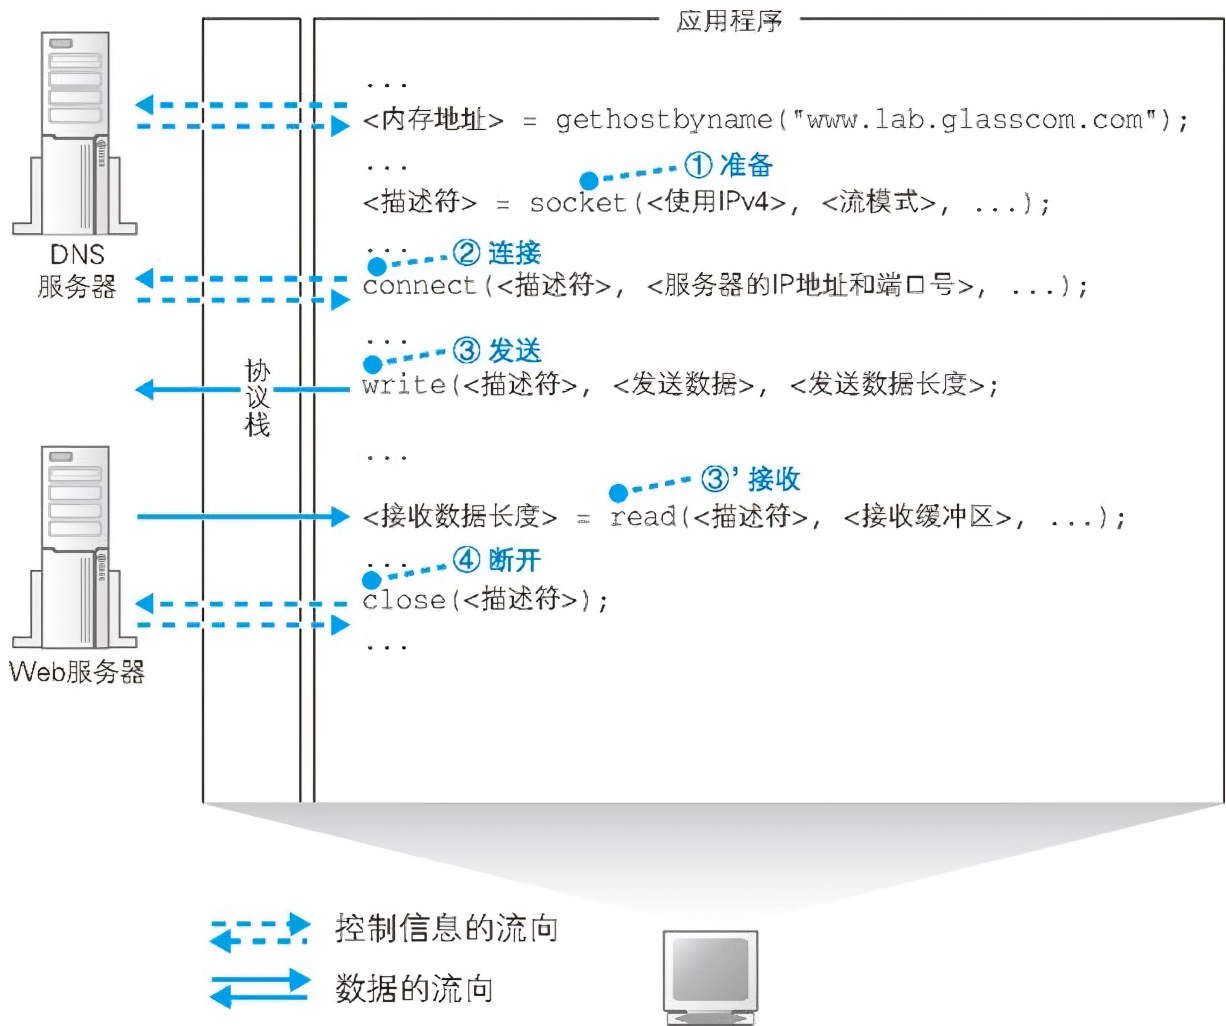 应用程序
...
<内存地址> = gethostbyname("www.lab.glasscom.com");
...
① 准备
<描述符> = socket(<使用IPv4>, <流模式>, ...);
DNS
服务器
...
② 连接
connect(<描述符>, <服务器的IP地址和端口号>, ...);
...
③ 发送
write(<描述符>, <发送数据>, <发送数据长度>;
协议栈
...
③' 接收
<接收数据长度> = read(<描述符>, <接收缓冲区>, ...);
...
④ 断开
close(<描述符>);
...
Web服务器
控制信息的流向
数据的流向